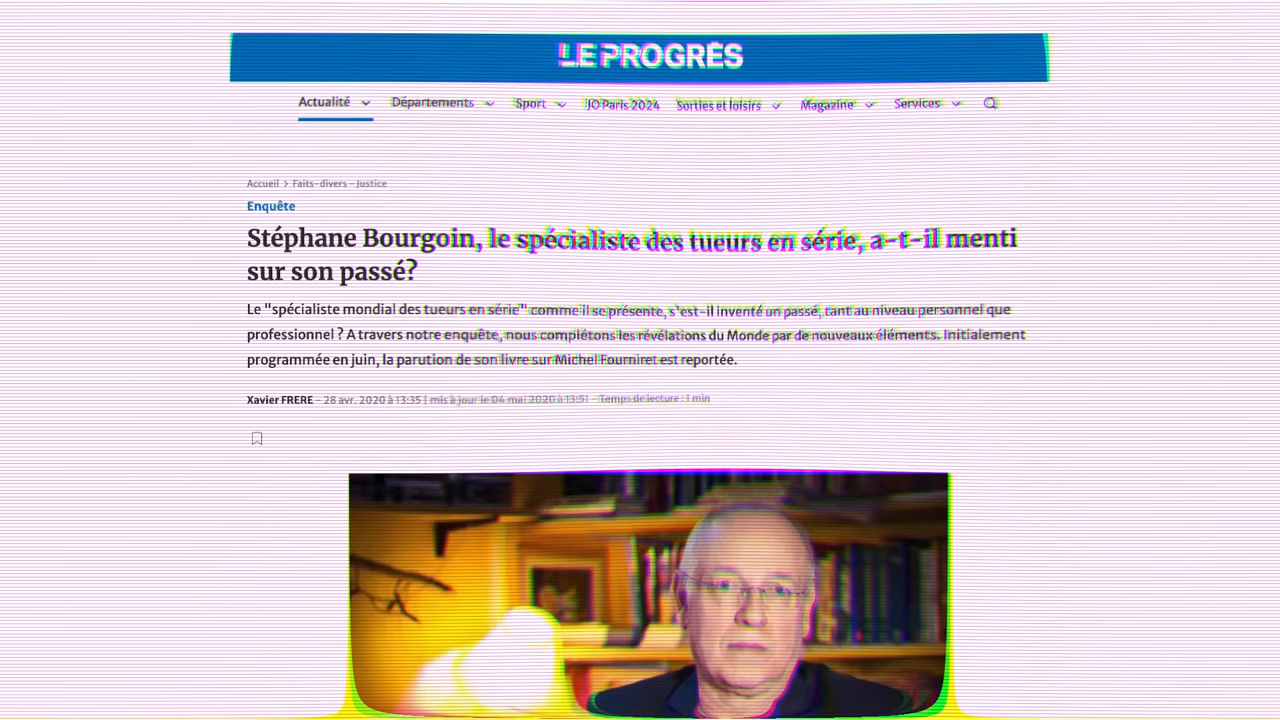 LE PROGRÈS
Actualité Départements Sport JO Paris 2024 Sorties et loisirs Magazine Services
Accueil > Faits-divers - Justice
Enquête
Stéphane Bourgoin, le spécialiste des tueurs en série, a-t-il menti
sur son passé?
Le "spécialiste mondial des tueurs en série" comme il se présente, s'est-il inventé un passé, tant au niveau personnel que
professionnel ? A travers notre enquête, nous complétons les révélations du Monde par de nouveaux éléments. Initialement
programmée en juin, la parution de son livre sur Michel Fourniret est reportée.
Xavier FRERE - 28 avr. 2020 à 13:35 | mis à jour le 04 mai 2020 à 13:51 - Temps de lecture : 1 min